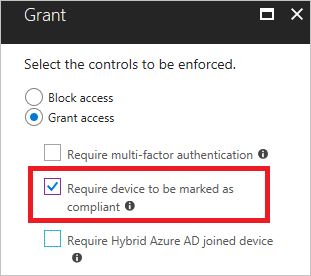 Grant
Select the controls to be enforced.
Block access
Grant access
Require multi-factor authentication
Require device to be marked as
compliant
Require Hybrid Azure AD joined device